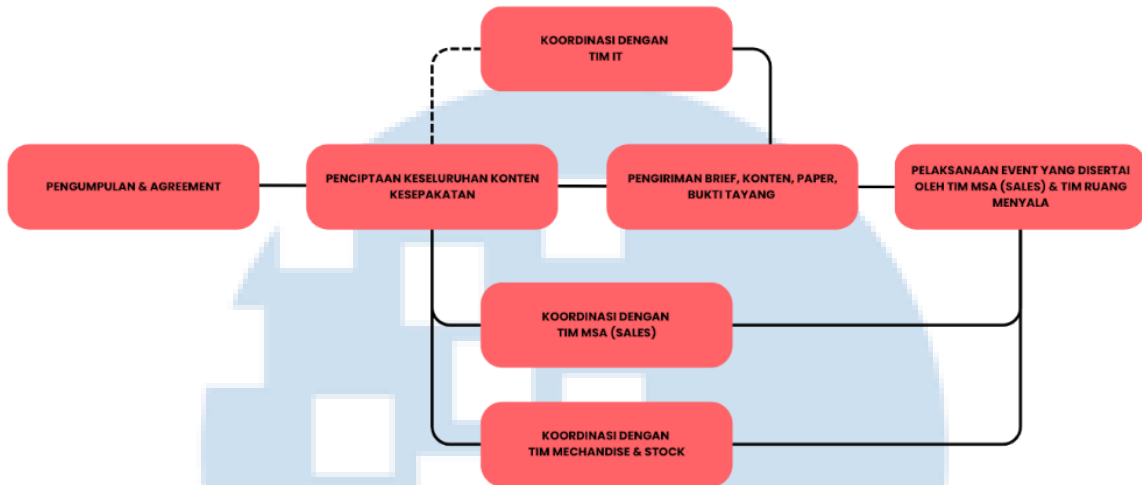 KOORDINASI DENGAN
TIM IT
PENGUMPULAN & AGREEMENT
PENCIPTAAN KESELURUHAN KONTEN
KESEPAKATAN
PENGIRIMAN BRIEF, KONTEN, PAPER,
BUKTI TAYANG
PELAKSANAAN EVENT YANG DISERTAI
OLEH TIM MSA (SALES) & TIM RUANG
MENYALA
KOORDINASI DENGAN
TIM MSA (SALES)
KOORDINASI DENGAN
TIM MECHANDISE & STOCK